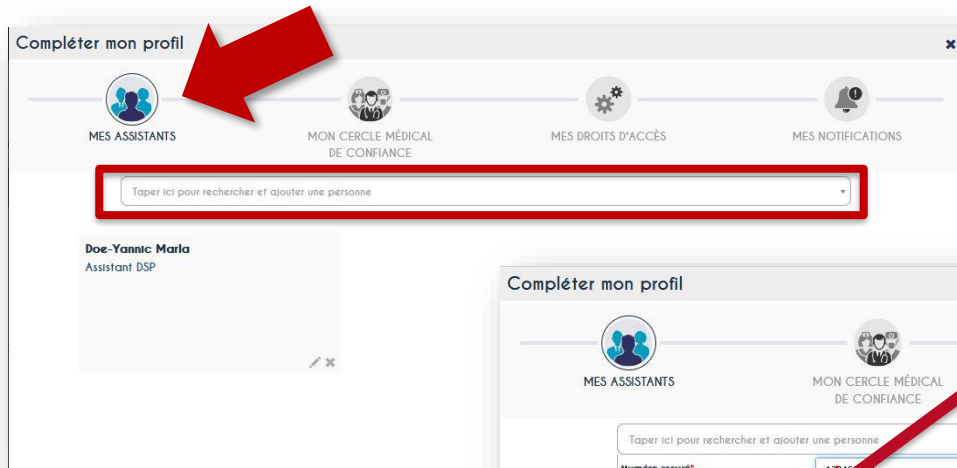 Compléter mon profil
MES ASSISTANTS
MON CERCLE MÉDICAL
DE CONFIANCE
MES DROITS D'ACCÈS
MES NOTIFICATIONS
Taper ici pour rechercher et ajouter une personne
Doe-Yannic Marla
Assistant DSP
Compléter mon profil
MES ASSISTANTS
MON CERCLE MÉDICAL
DE CONFIANCE
Taper ici pour rechercher et ajouter une personne
Numéro assuré*